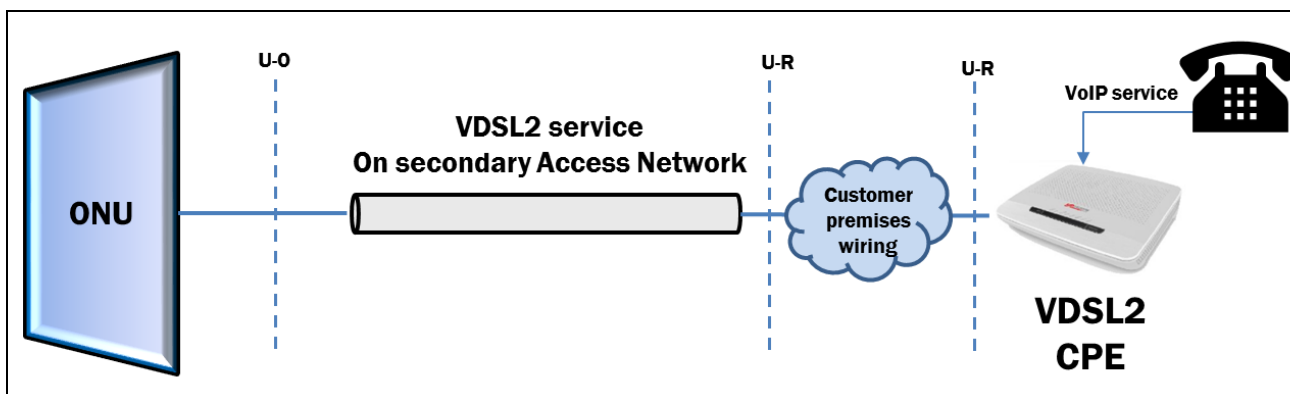 U-O
U-R
U-R
VoIP service
VDSL2 service
On secondary Access Network
ONU
Customer
premises
wiring
VDSL2
CPE